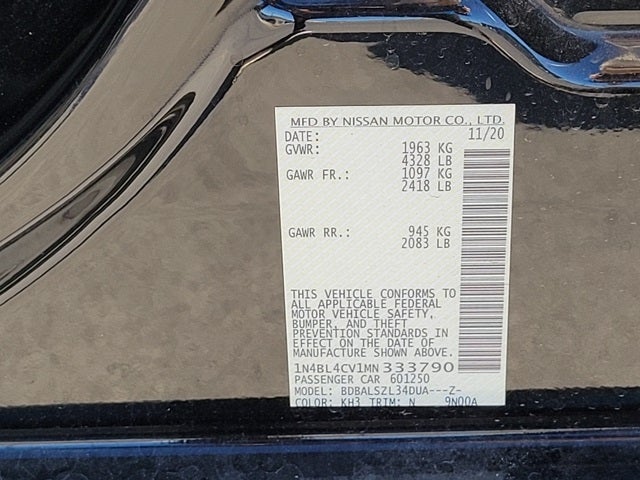 MFD BY NISSAN MOTOR CO., LTD.
DATE: 11/20
GVWR: 1963 KG
4328 LB
GAWR FR.: 1097 KG
2418 LB
GAWR RR.: 945 KG
2083 LB
THIS VEHICLE CONFORMS TO
ALL APPLICABLE FEDERAL
MOTOR VEHICLE SAFETY,
BUMPER, AND THEFT
PREVENTION STANDARDS IN
EFFECT ON THE DATE OF
MANUFACTURE SHOWN ABOVE.
1N4BL4CV1MN 333790
PASSENGER CAR 601250
MODEL: BDBALSZL34DUA---Z-
COLOR: KH3 TRIM: N 9N00A